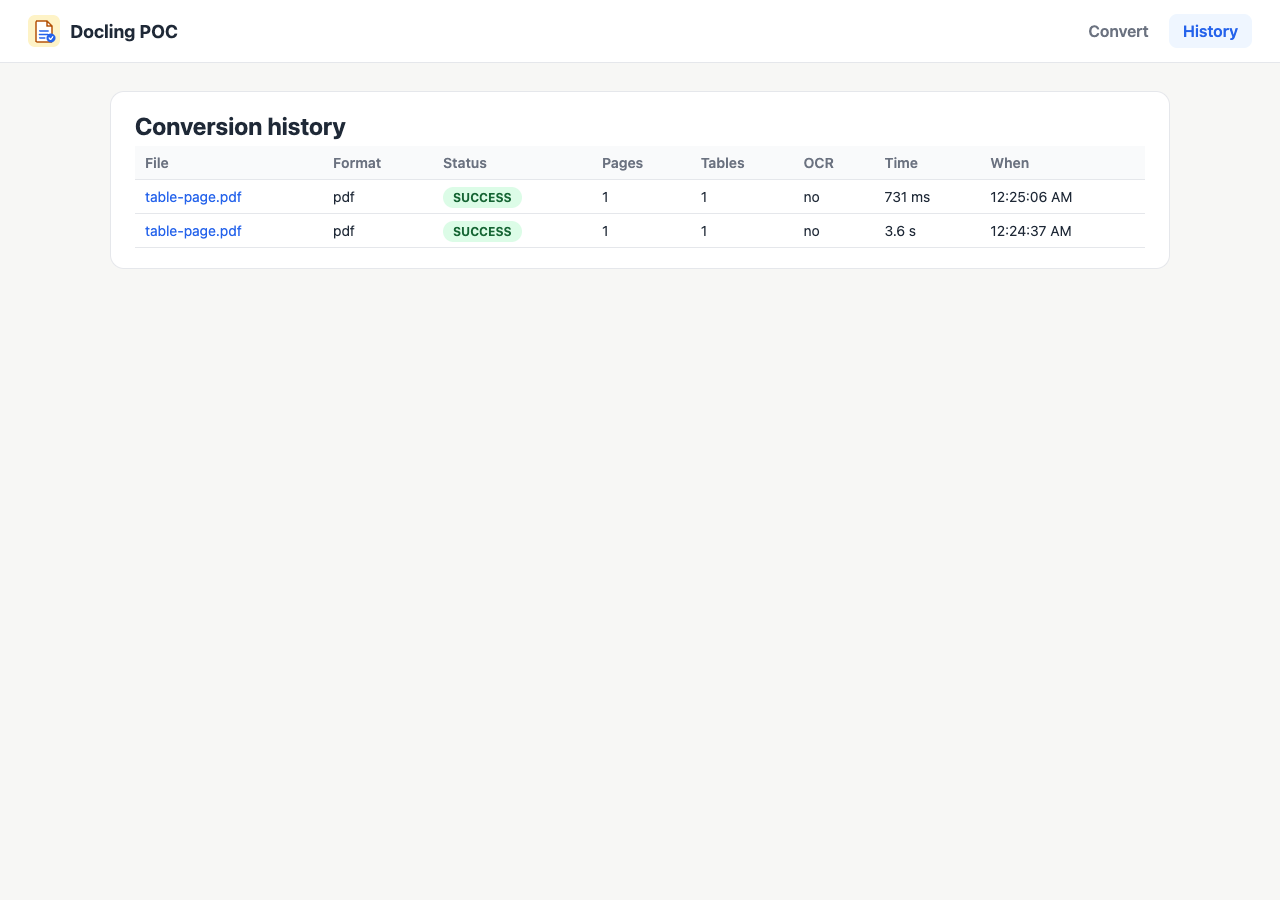 Docling POC
Convert
History
Conversion history
File Format Status Pages Tables OCR Time When
table-page.pdf pdf SUCCESS 1 1 no 731 ms 12:25:06 AM
table-page.pdf pdf SUCCESS 1 1 no 3.6 s 12:24:37 AM